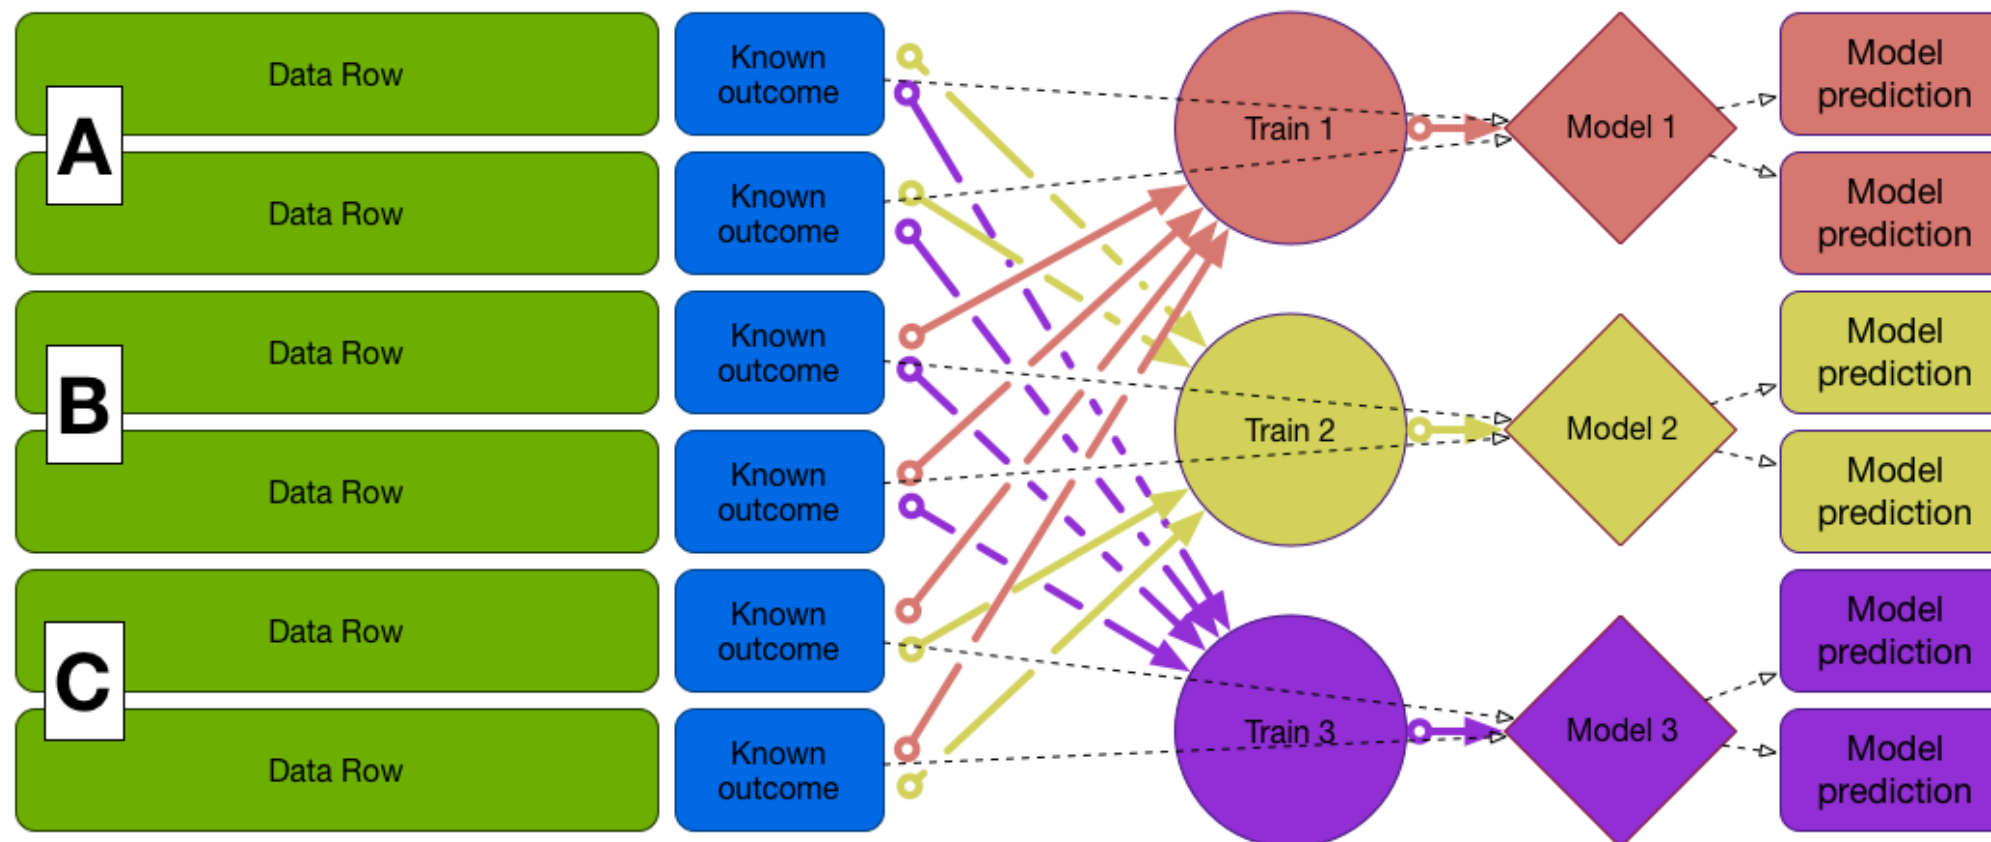 Data Row
Known
outcome
Train 1
Model 1
Model
prediction
A
Data Row
Known
outcome
Model
prediction
Data Row
Known
outcome
Train 2
Model 2
Model
prediction
B
Data Row
Known
outcome
Model
prediction
Data Row
Known
outcome
Train 3
Model 3
Model
prediction
C
Data Row
Known
outcome
Model
prediction